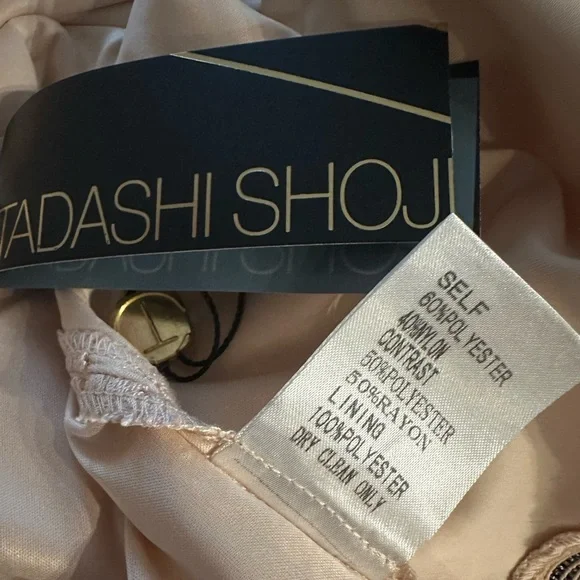 TADASHI SHOJI
SELF
60%POLYESTER
40%NYLON
CONTRAST
50%POLYESTER
50%RAYON
LINING
100%POLYESTER
DRY CLEAN ONLY